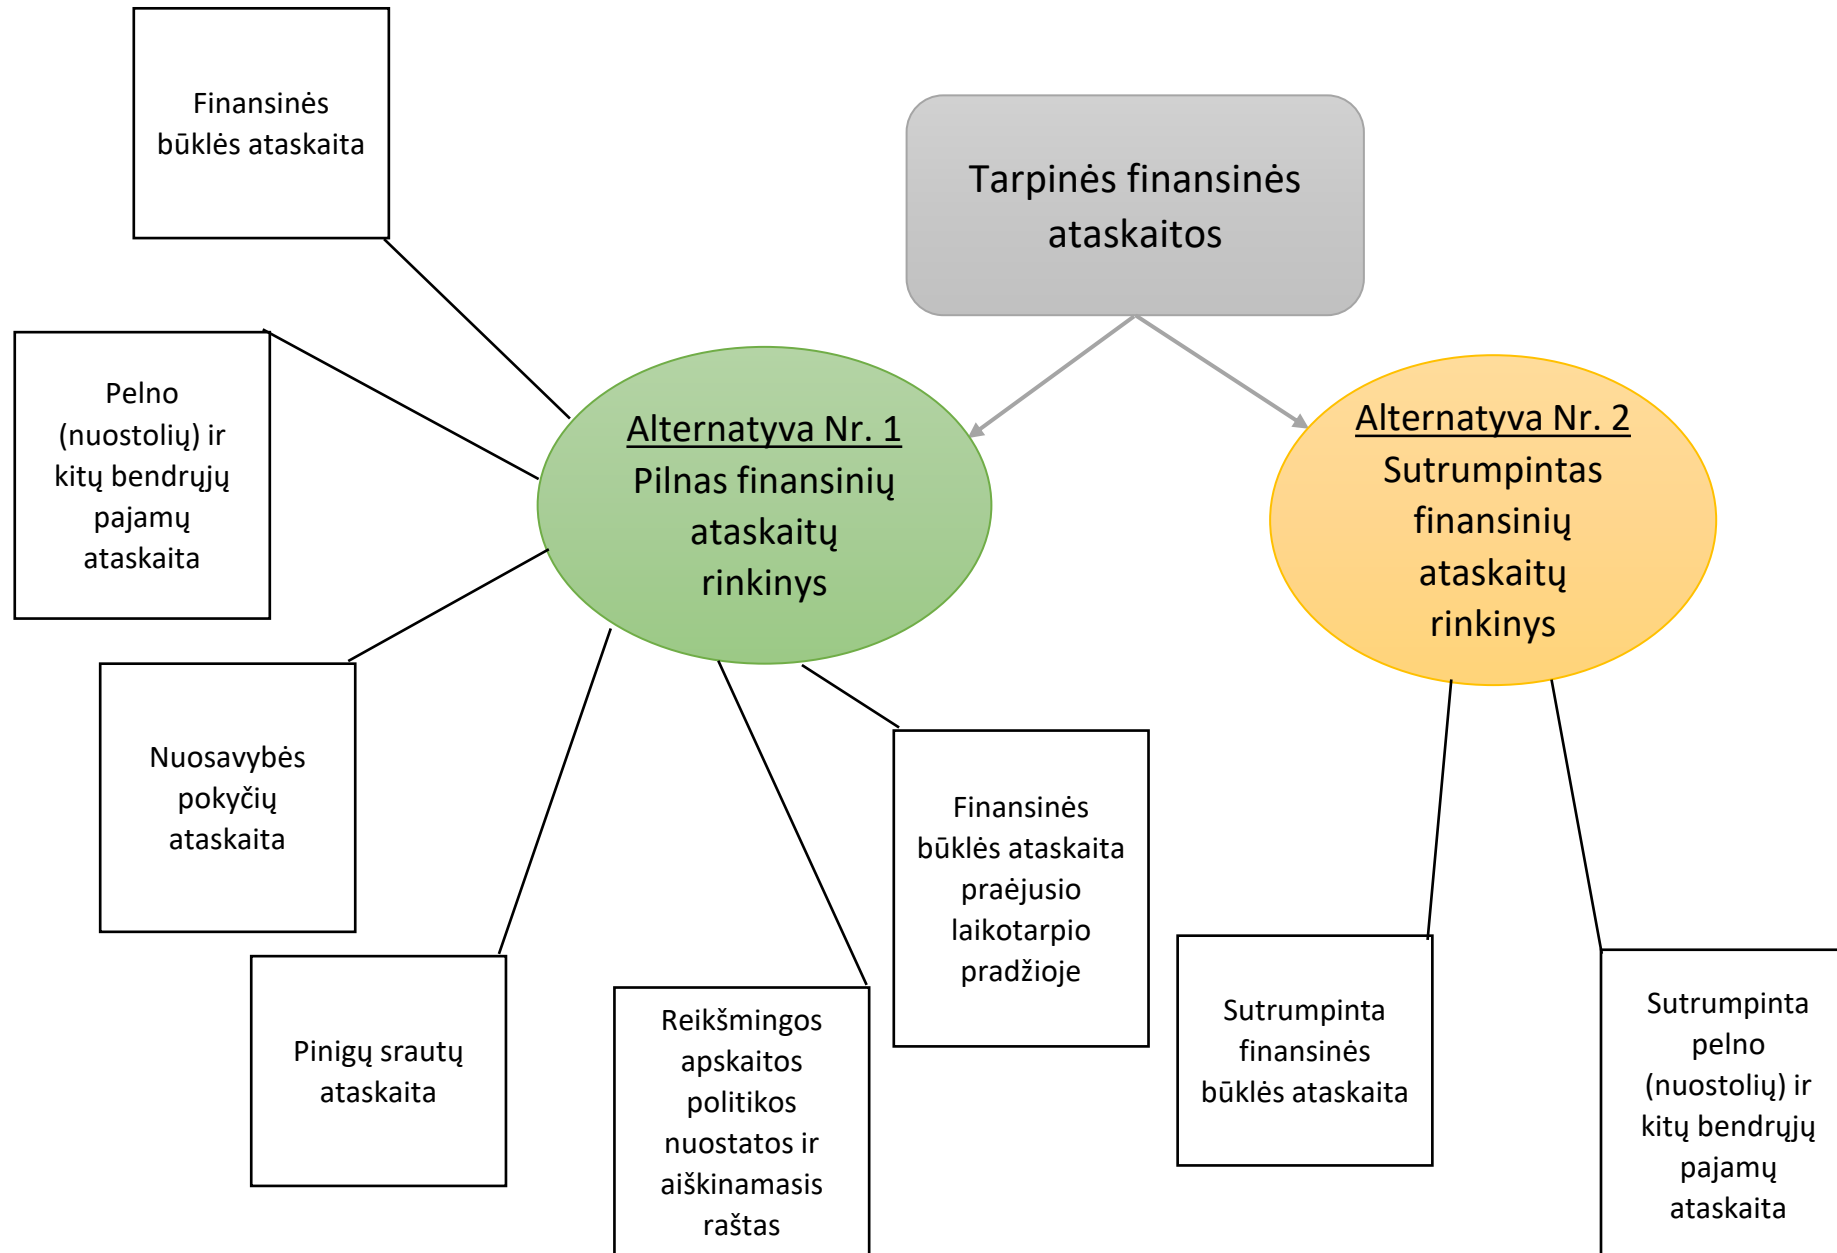 Finansinės
būklės ataskaita
Tarpinės finansinės
ataskaitos
Pelno
(nuostolių) ir
kitų bendrųjų
pajamų
ataskaita
Alternatyva Nr. 1
Pilnas finansinių
ataskaitų
rinkinys
Alternatyva Nr. 2
Sutrumpintas
finansinių
ataskaitų
rinkinys
Nuosavybės
pokyčių
ataskaita
Pinigų srautų
ataskaita
Reikšmingos
apskaitos
politikos
nuostatos ir
aiškinamasis
raštas
Finansinės
būklės ataskaita
praėjusio
laikotarpio
pradžioje
Sutrumpinta
finansinės
būklės ataskaita
Sutrumpinta
pelno
(nuostolių) ir
kitų bendrųjų
pajamų
ataskaita